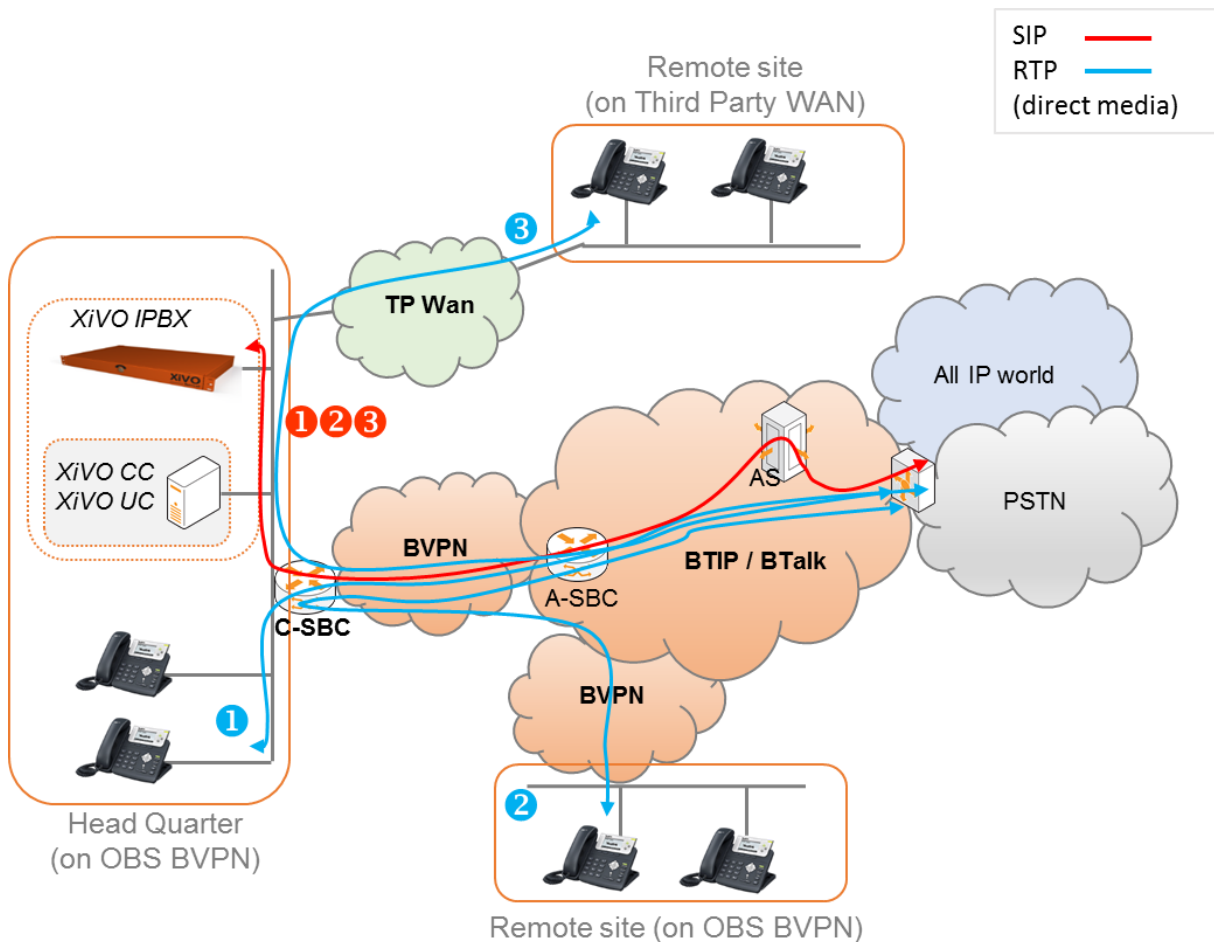 SIP
RTP
(direct media)
Remote site
(on Third Party WAN)
3
TP Wan
XiVO IPBX
XiVO
1 2 3
XiVO CC
XiVO UC
All IP world
AS
PSTN
BVPN
BTIP / BTalk
A-SBC
C-SBC
BVPN
1
2
Head Quarter
(on OBS BVPN)
Remote site (on OBS BVPN)